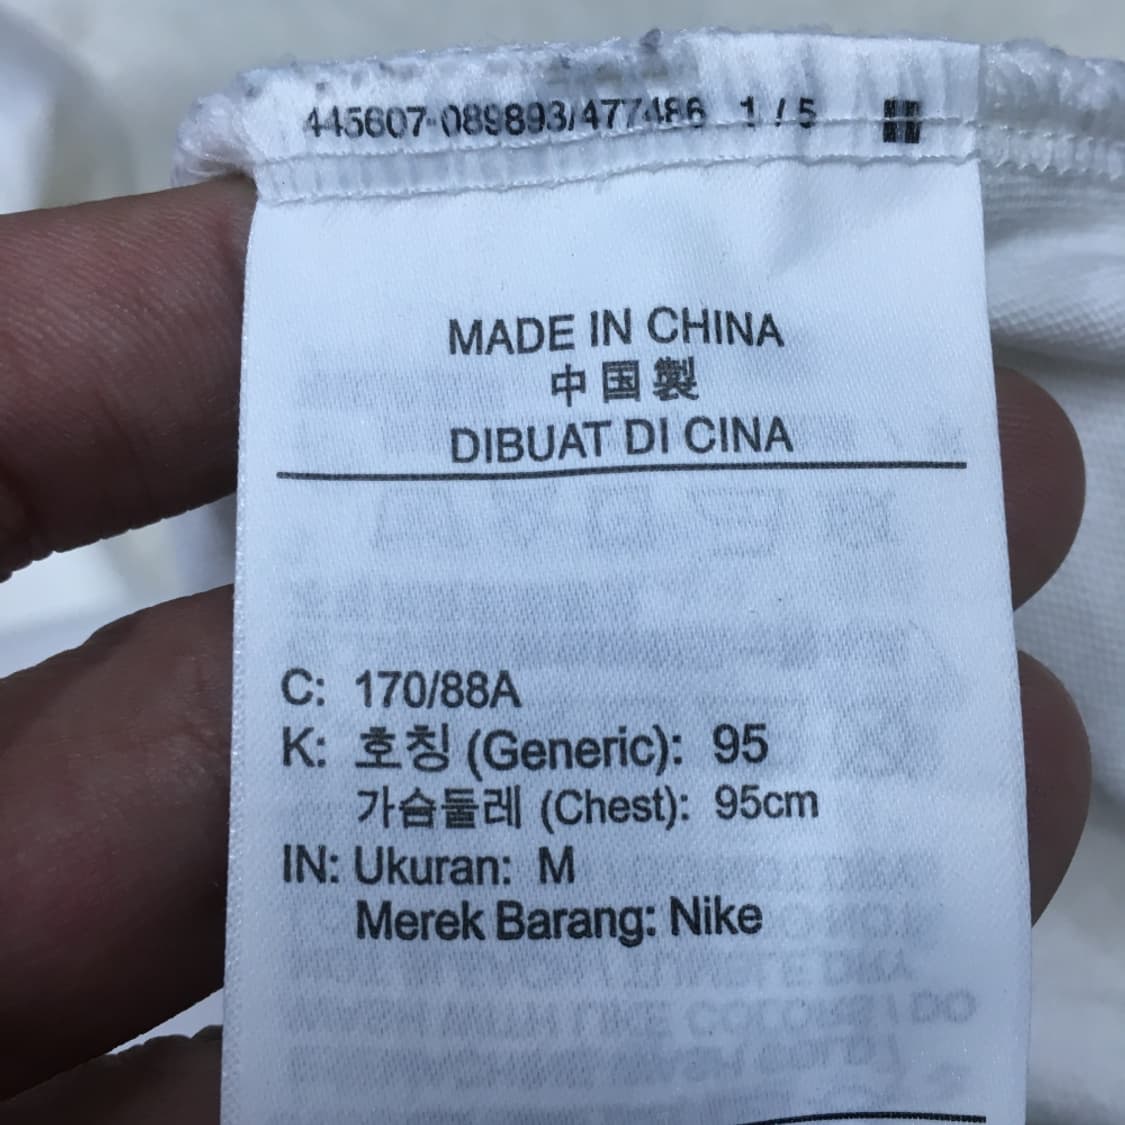 445607-089893/477486 1 / 5
MADE IN CHINA
中国製
DIBUAT DI CINA
C: 170/88A
K: 호칭 (Generic): 95
가슴둘레 (Chest): 95cm
IN: Ukuran: M
Merek Barang: Nike